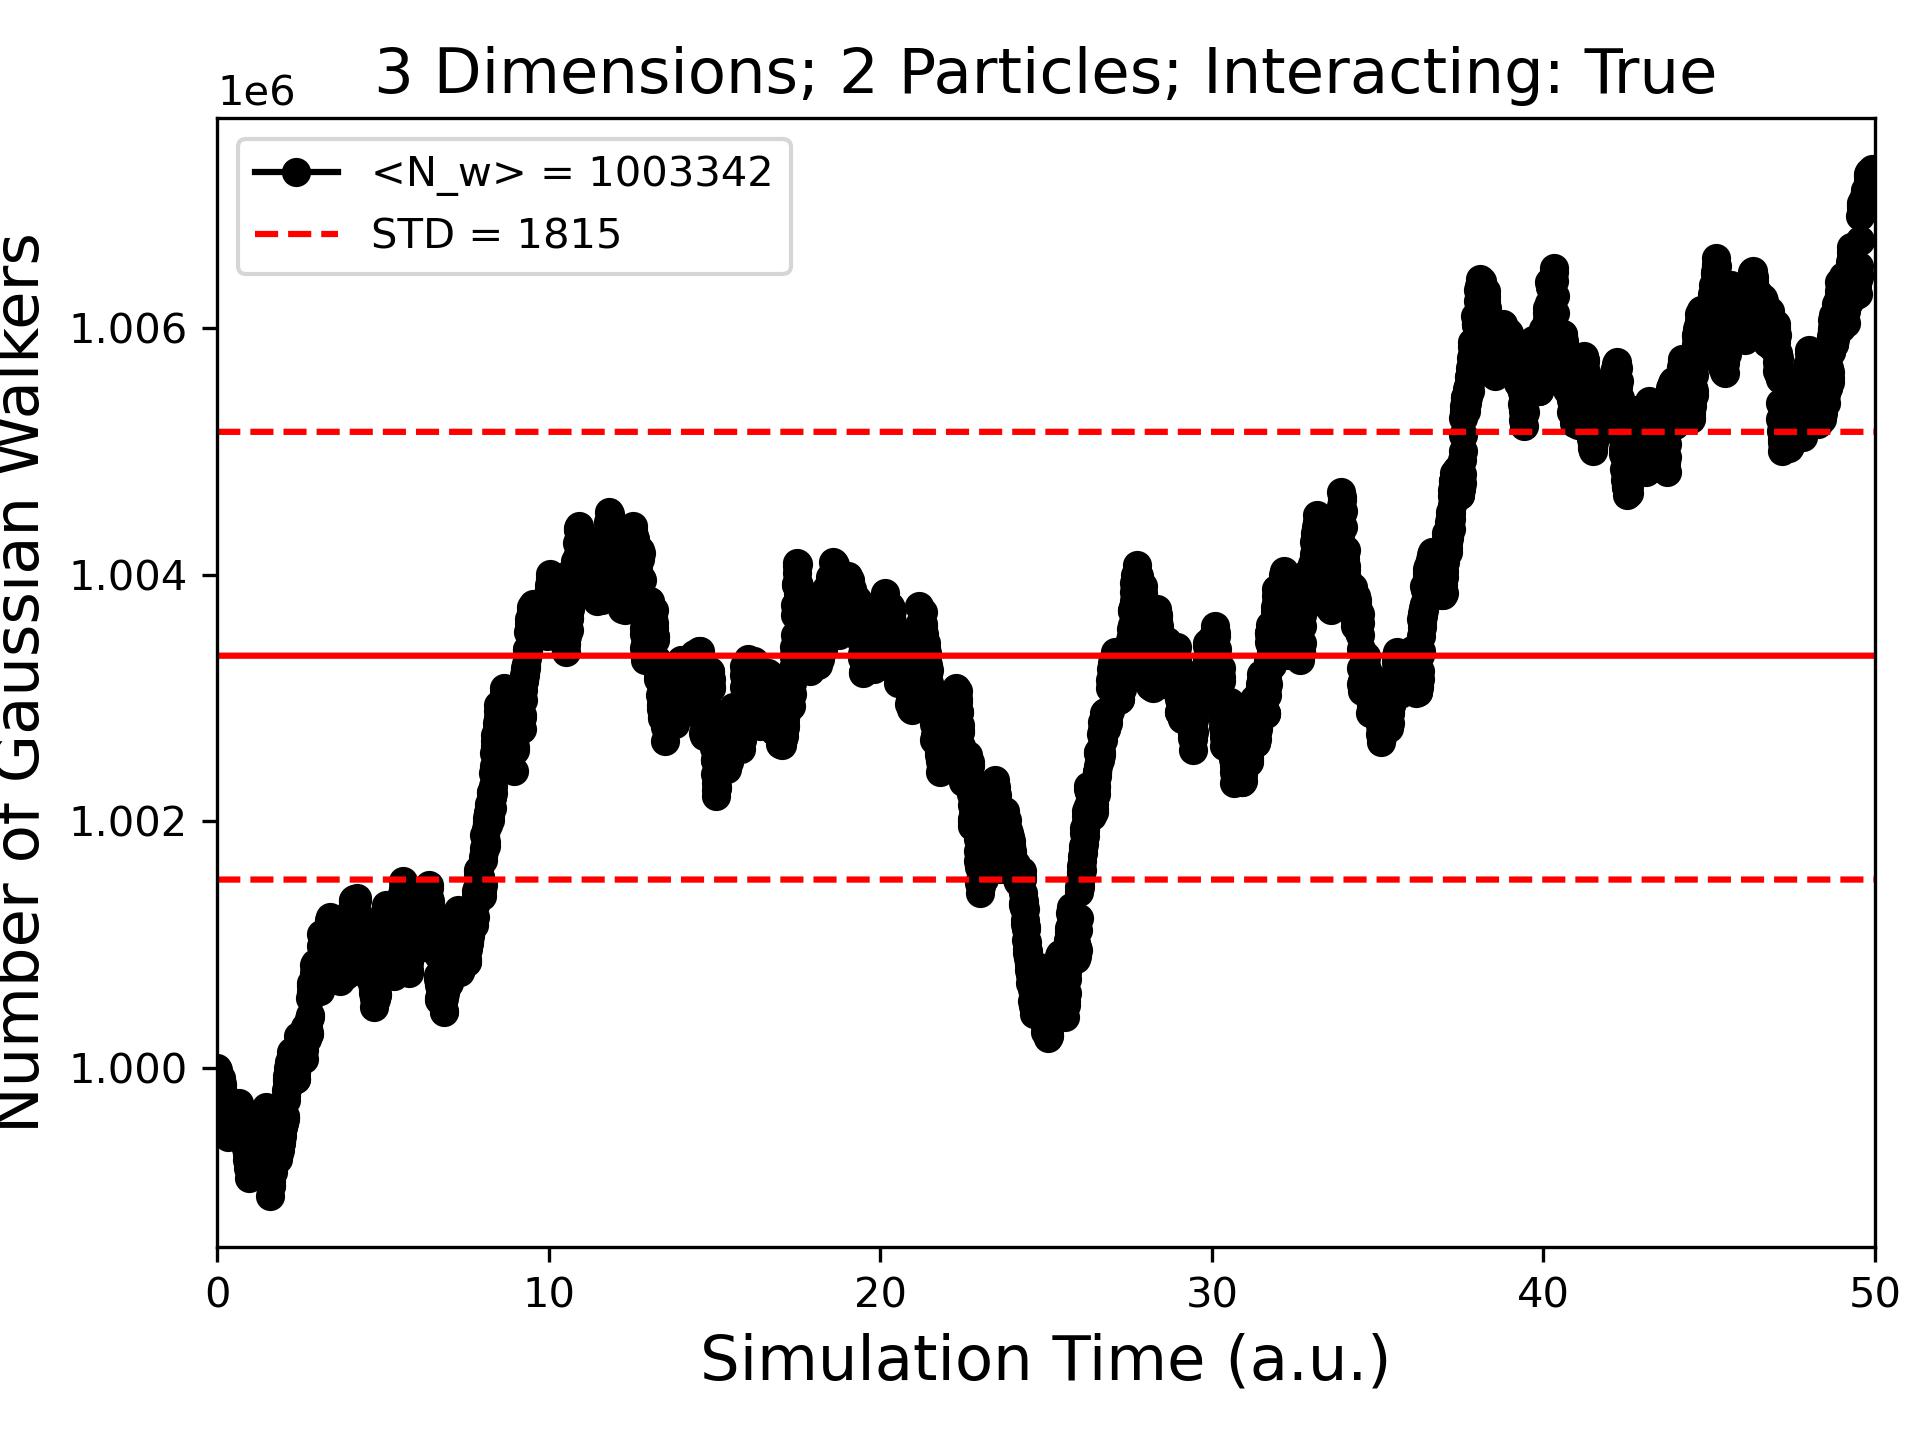 3 Dimensions; 2 Particles; Interacting: True
1e6
<N_w> = 1003342
STD = 1815
Number of Gaussian Walkers
1.006
1.004
1.002
1.000
0 10 20 30 40 50
Simulation Time (a.u.)